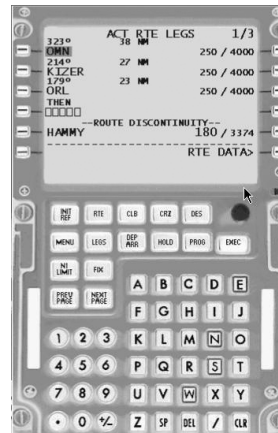 ACT RTE LEGS 1/3
323° 38 NM
OMN 250 / 4000
214° 27 NM
KIZER 250 / 4000
179° 23 NM
ORL 250 / 4000
THEN
□□□□□
--ROUTE DISCONTINUITY--
HAMMY 180 / 3374
RTE DATA>
INIT REF RTE CLB CRZ DES
MENU LEGS DEP ARR HOLD PROG EXEC
N1 LIMIT FIX
PREV PAGE NEXT PAGE
A B C D E
F G H I J
1 2 3 K L M N O
4 5 6 P Q R S T
7 8 9 U V W X Y
· 0 +/- Z SP DEL / CLR